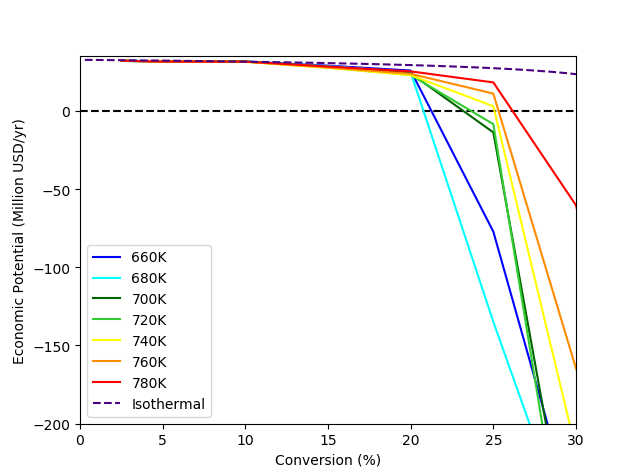 Economic Potential (Million USD/yr)
0
−50
−100
−150
−200
660K
680K
700K
720K
740K
760K
780K
Isothermal
0 5 10 15 20 25 30
Conversion (%)